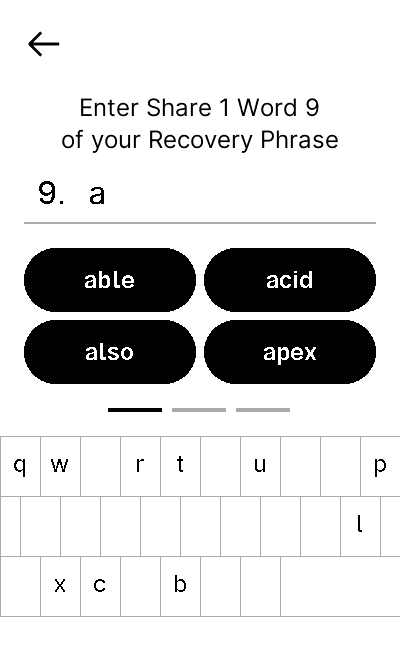 Enter Share 1 Word 9
of your Recovery Phrase
9. a
able acid
also apex
q w r t u p
l
x c b